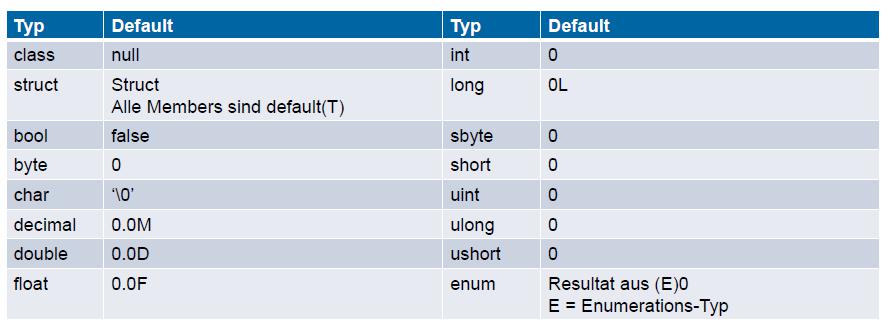 Typ Default Typ Default
class null int 0
struct Struct long 0L
Alle Members sind default(T)
bool false sbyte 0
byte 0 short 0
char ‘\0’ uint 0
decimal 0.0M ulong 0
double 0.0D ushort 0
float 0.0F enum Resultat aus (E)0
E = Enumerations-Typ